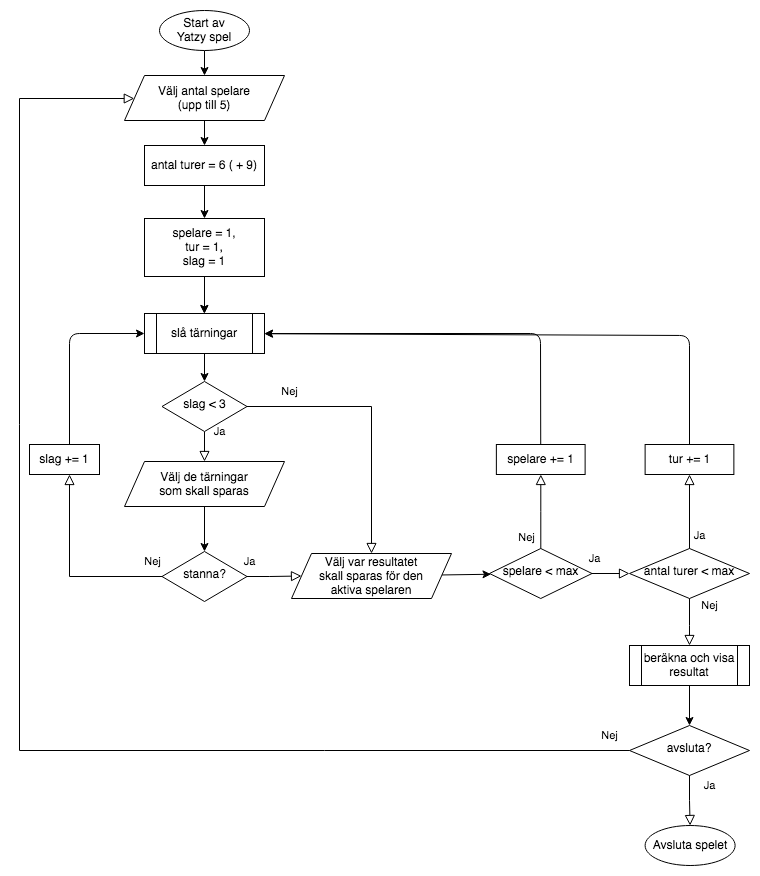 Start av
Yatzy spel
Välj antal spelare
(upp till 5)
antal turer = 6 ( + 9)
spelare = 1,
tur = 1,
slag = 1
slå tärningar
slag < 3
Nej
Ja
slag += 1
Välj de tärningar
som skall sparas
spelare += 1
tur += 1
Nej
stanna?
Ja
Välj var resultatet
skall sparas för den
aktiva spelaren
Nej
spelare < max
Ja
Ja
antal turer < max
Nej
beräkna och visa
resultat
Nej
avsluta?
Ja
Avsluta spelet